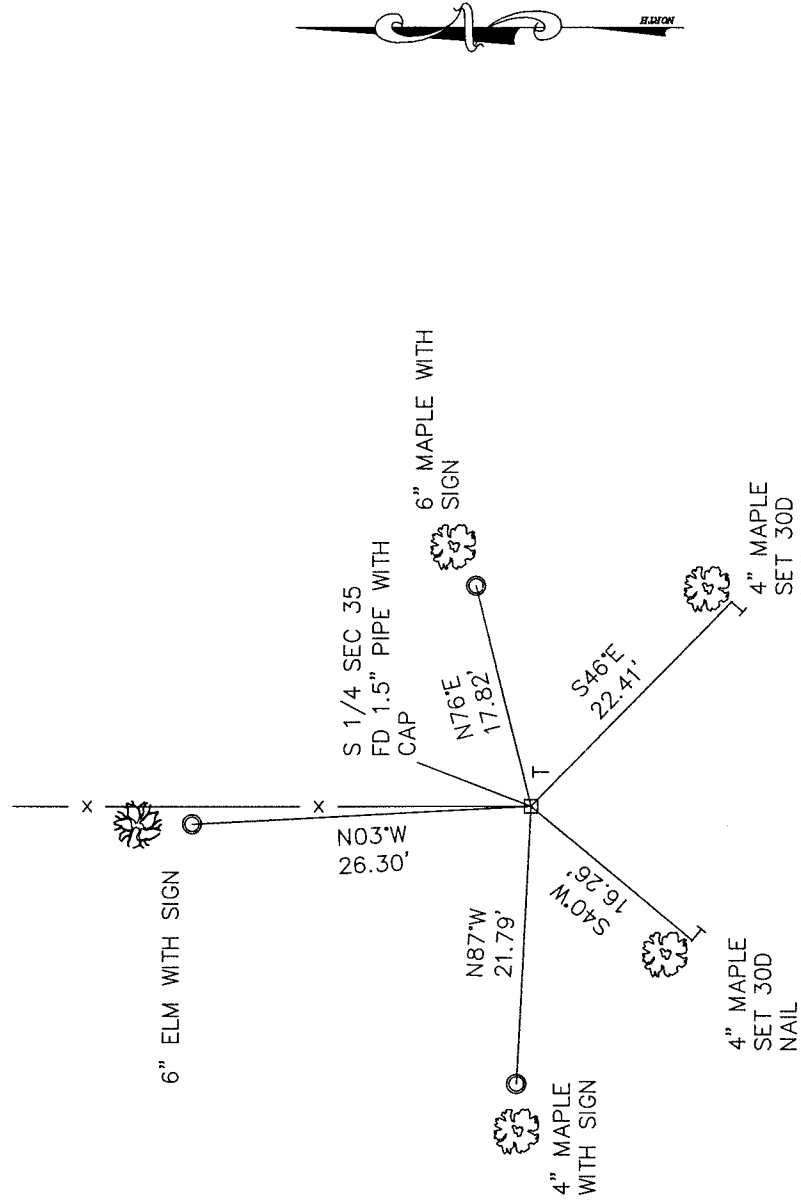 NORTH
6" ELM WITH SIGN
N03°W
26.30'
S 1/4 SEC 35
FD 1.5" PIPE WITH
CAP
6" MAPLE WITH
SIGN
N76°E
17.82'
T
N87°W
21.79'
S40°W
16.26'
S46°E
22.41'
4" MAPLE
WITH SIGN
4" MAPLE
SET 30D
NAIL
4" MAPLE
SET 30D
X
X